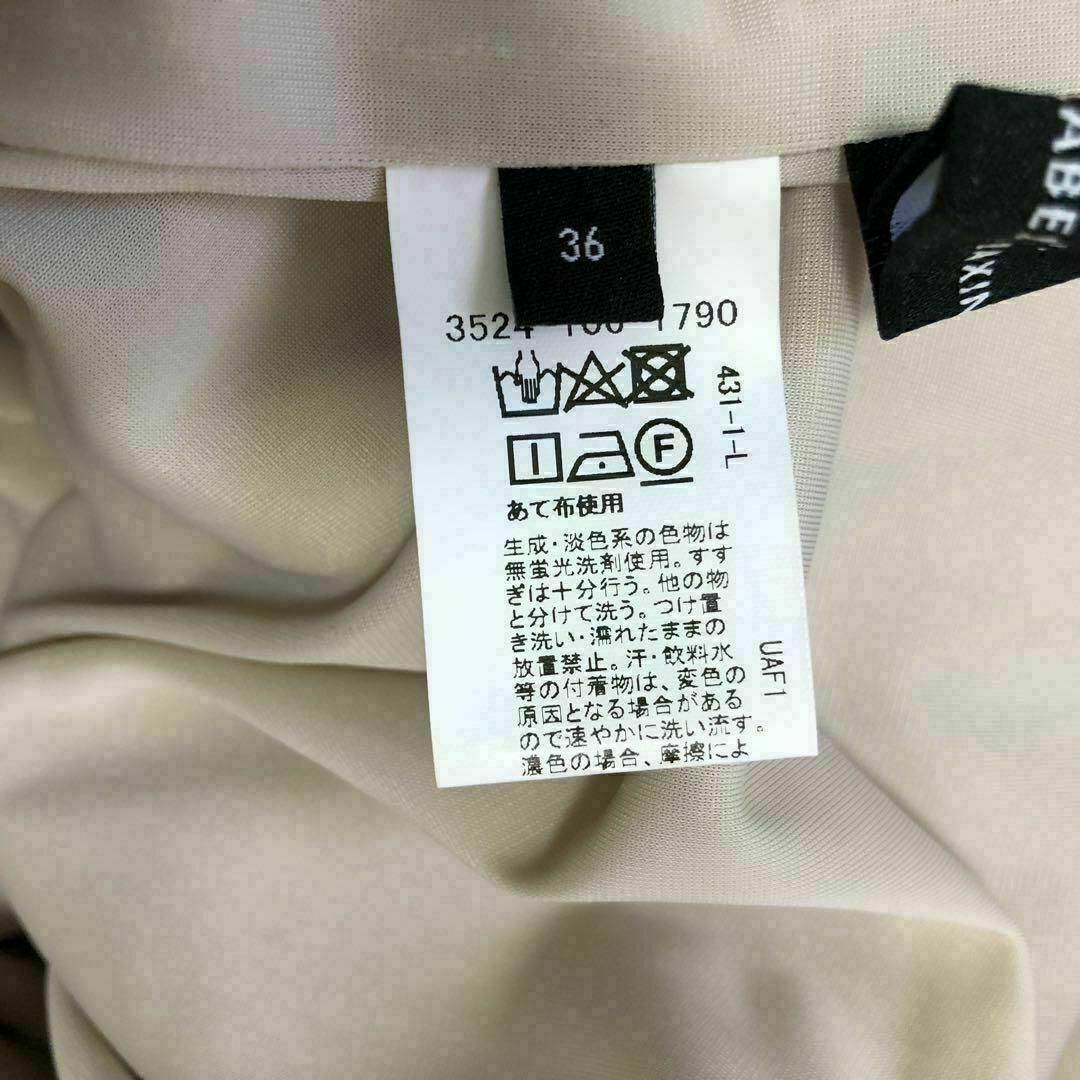 36
3524 1790
431-1-L
I
F
あて布使用
生成・淡色系の色物は
無蛍光洗剤使用。すす
ぎは十分行う。他の物
と分けて洗う。つけ置
き洗い・濡れたままの
放置禁止。汗・飲料水
等の付着物は、変色の
原因となる場合がある
ので速やかに洗い流す。
濃色の場合、摩擦によ
UAF1